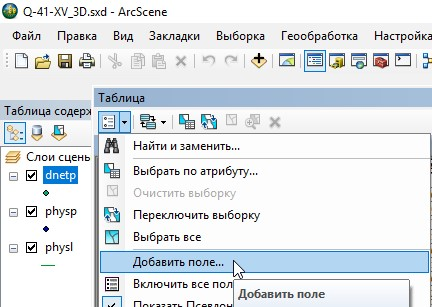 Q-41-XV_3D.sxd - ArcScene
Файл Правка Вид Закладки Выборка Геообработка Настройка
Таблица содерж
Таблица
Слои сцены
dnetp
physp
physl
Найти и заменить...
Выбрать по атрибуту...
Очистить выборку
Переключить выборку
Выбрать все
Добавить поле...
Включить все пол
Добавить поле
Показать Псевдон